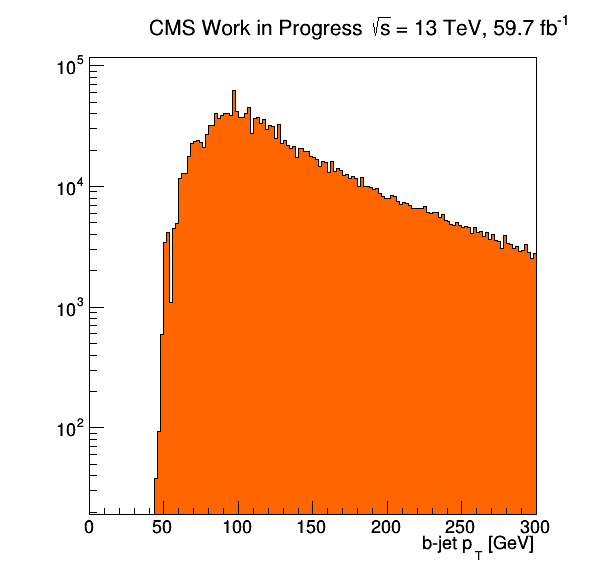 CMS Work in Progress √s = 13 TeV, 59.7 fb⁻¹
10⁵
10⁴
10³
10²
0 50 100 150 200 250 300
b-jet p_T [GeV]